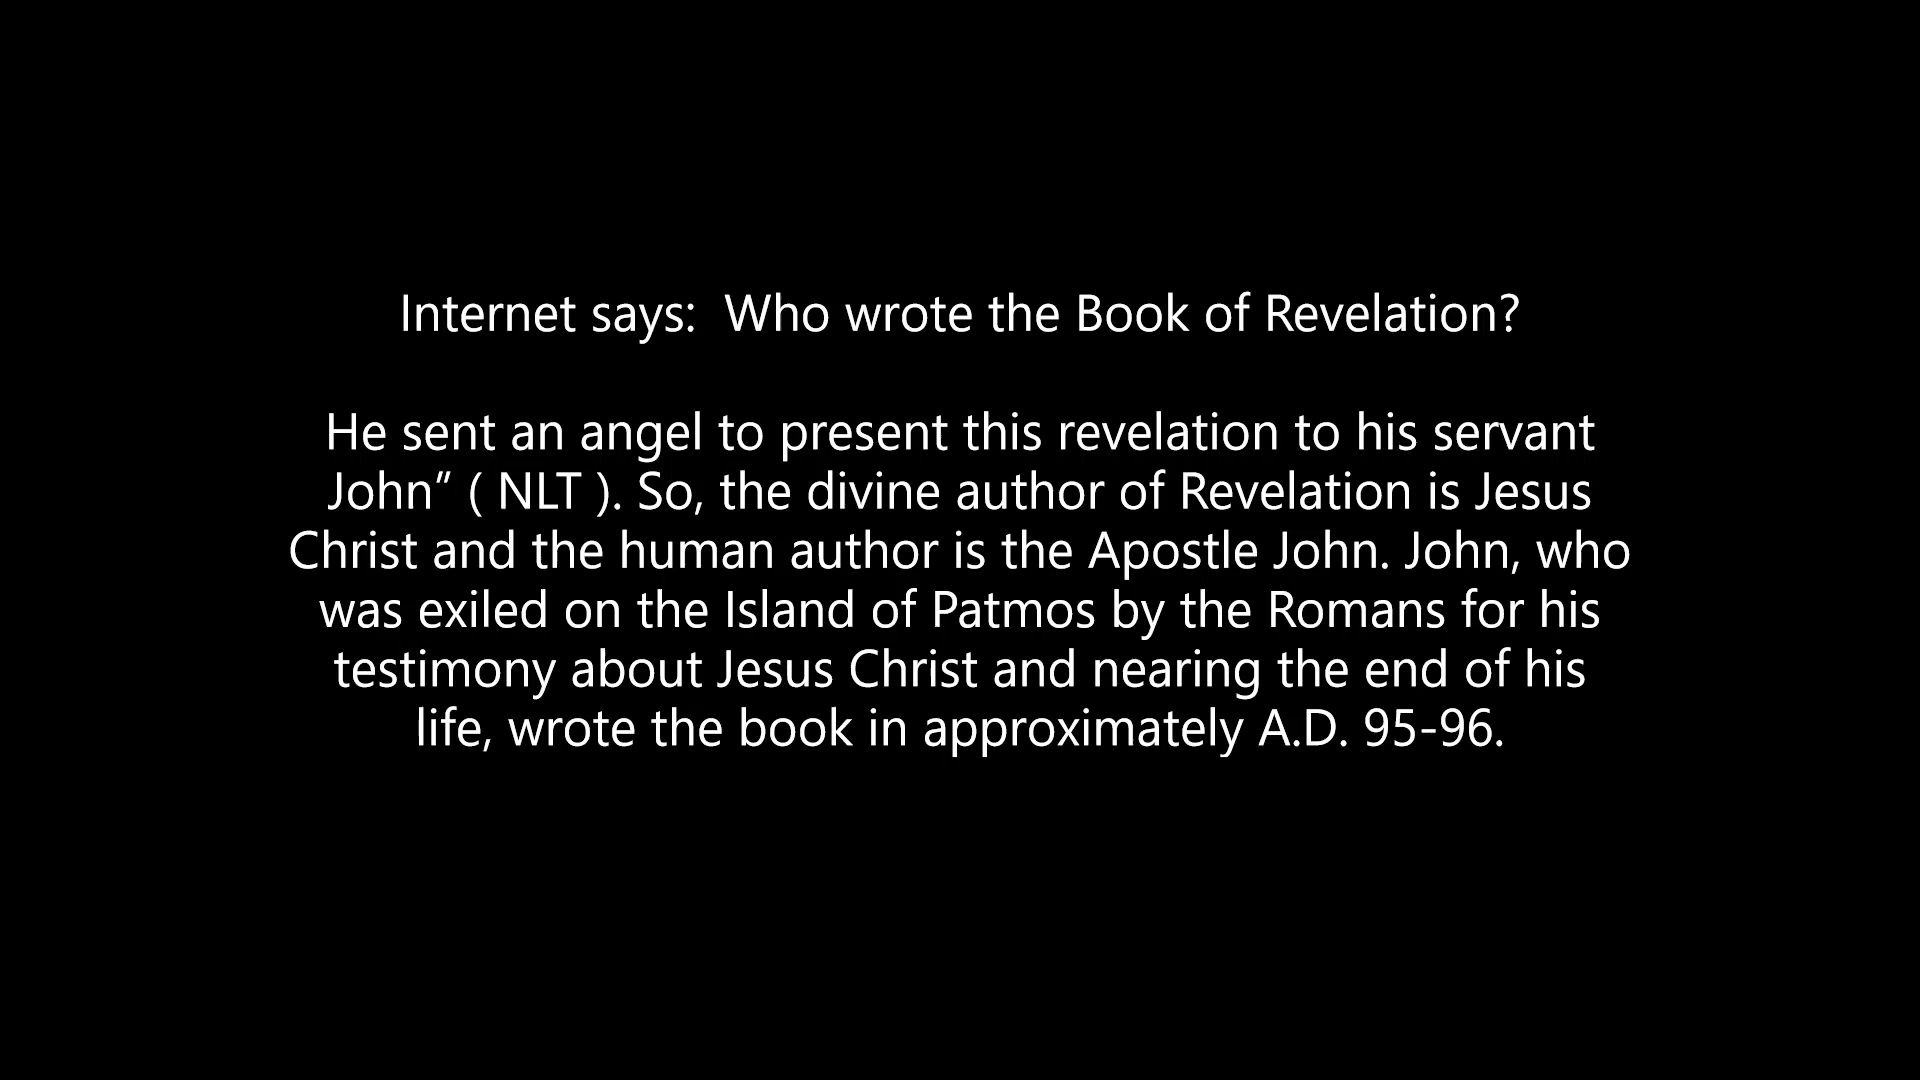 Internet says:  Who wrote the Book of Revelation?
He sent an angel to present this revelation to his servant
John” ( NLT ). So, the divine author of Revelation is Jesus
Christ and the human author is the Apostle John. John, who
was exiled on the Island of Patmos by the Romans for his
testimony about Jesus Christ and nearing the end of his
life, wrote the book in approximately A.D. 95-96.